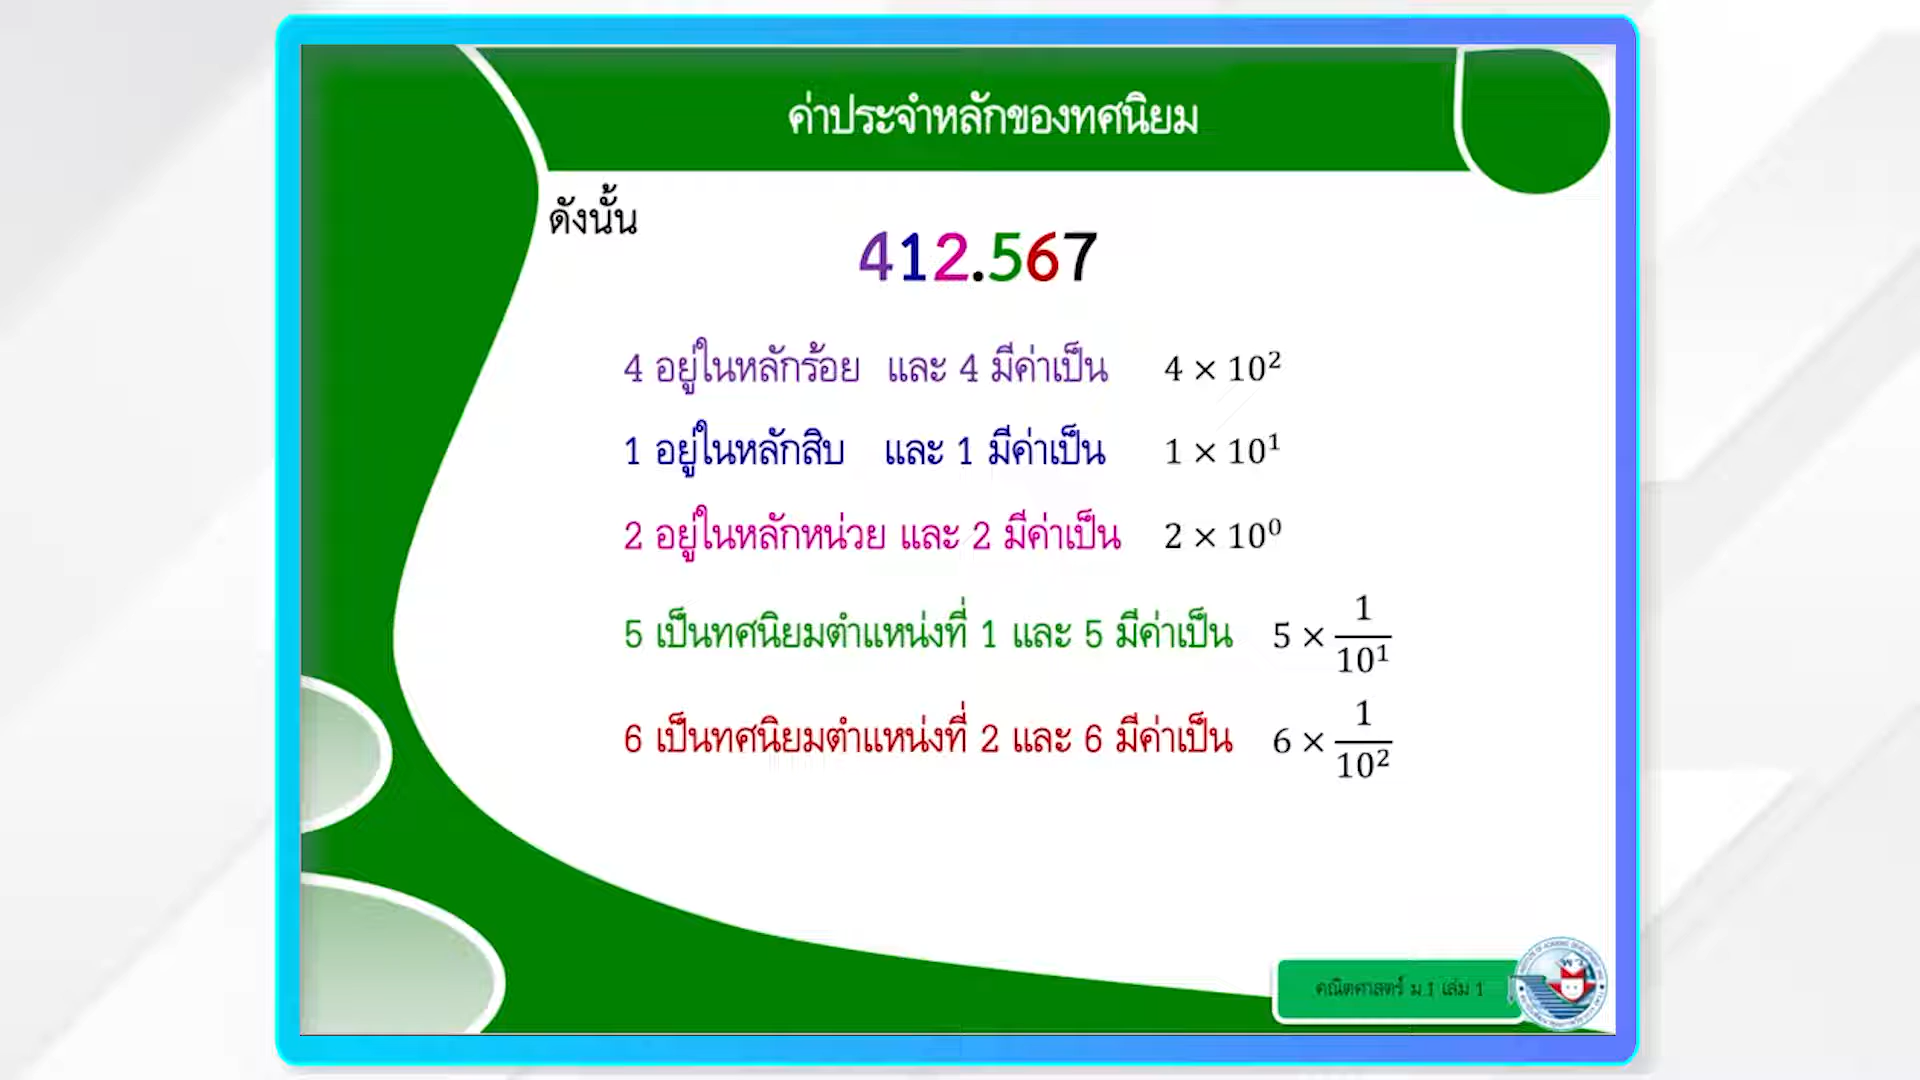 ค่าประจำหลักของทศนิยม
ดังนั้น
412.567
4 อยู่ในหลักร้อย และ 4 มีค่าเป็น 4 × 10²
1 อยู่ในหลักสิบ และ 1 มีค่าเป็น 1 × 10¹
2 อยู่ในหลักหน่วย และ 2 มีค่าเป็น 2 × 10⁰
5 เป็นทศนิยมตำแหน่งที่ 1 และ 5 มีค่าเป็น 5 × 1/10¹
6 เป็นทศนิยมตำแหน่งที่ 2 และ 6 มีค่าเป็น 6 × 1/10²
คณิตศาสตร์ ม.1 เล่ม 1
พว